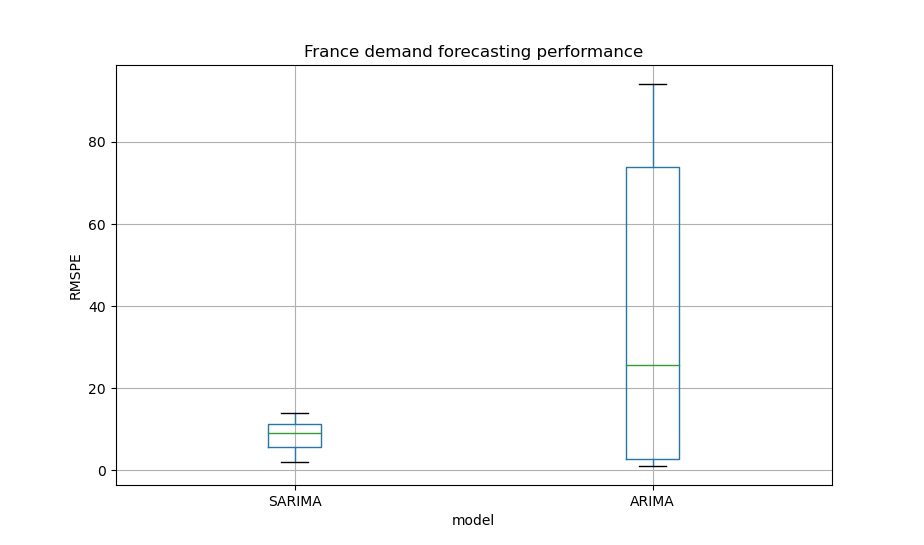 France demand forecasting performance
80
60
40
20
0
RMSPE
SARIMA
ARIMA
model